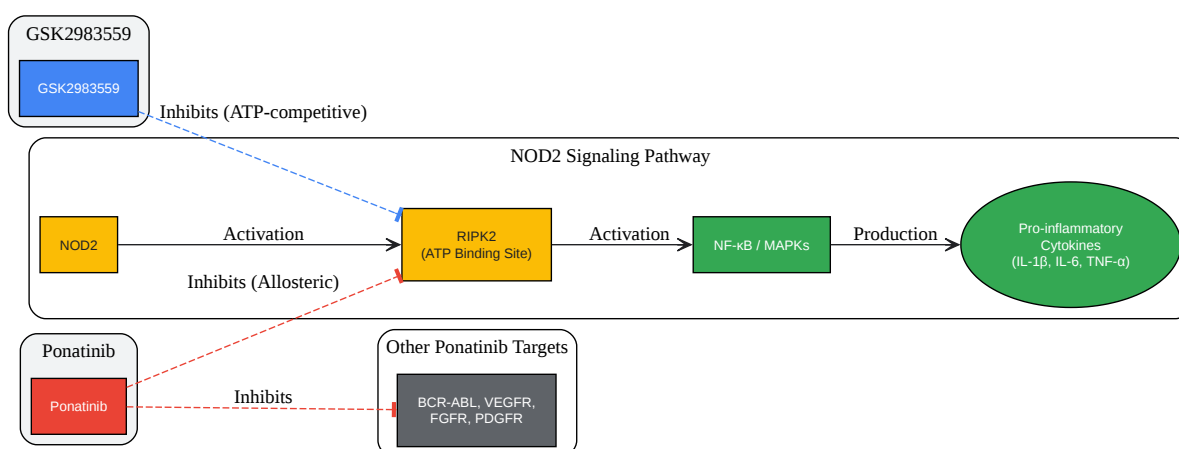 GSK2983559
GSK2983559
Inhibits (ATP-competitive)
NOD2 Signaling Pathway
NOD2
Activation
RIPK2
(ATP Binding Site)
Activation
NF-κB / MAPKs
Production
Pro-inflammatory
Cytokines
(IL-1β, IL-6, TNF-α)
Inhibits (Allosteric)
Ponatinib
Ponatinib
Inhibits
Other Ponatinib Targets
BCR-ABL, VEGFR,
FGFR, PDGFR